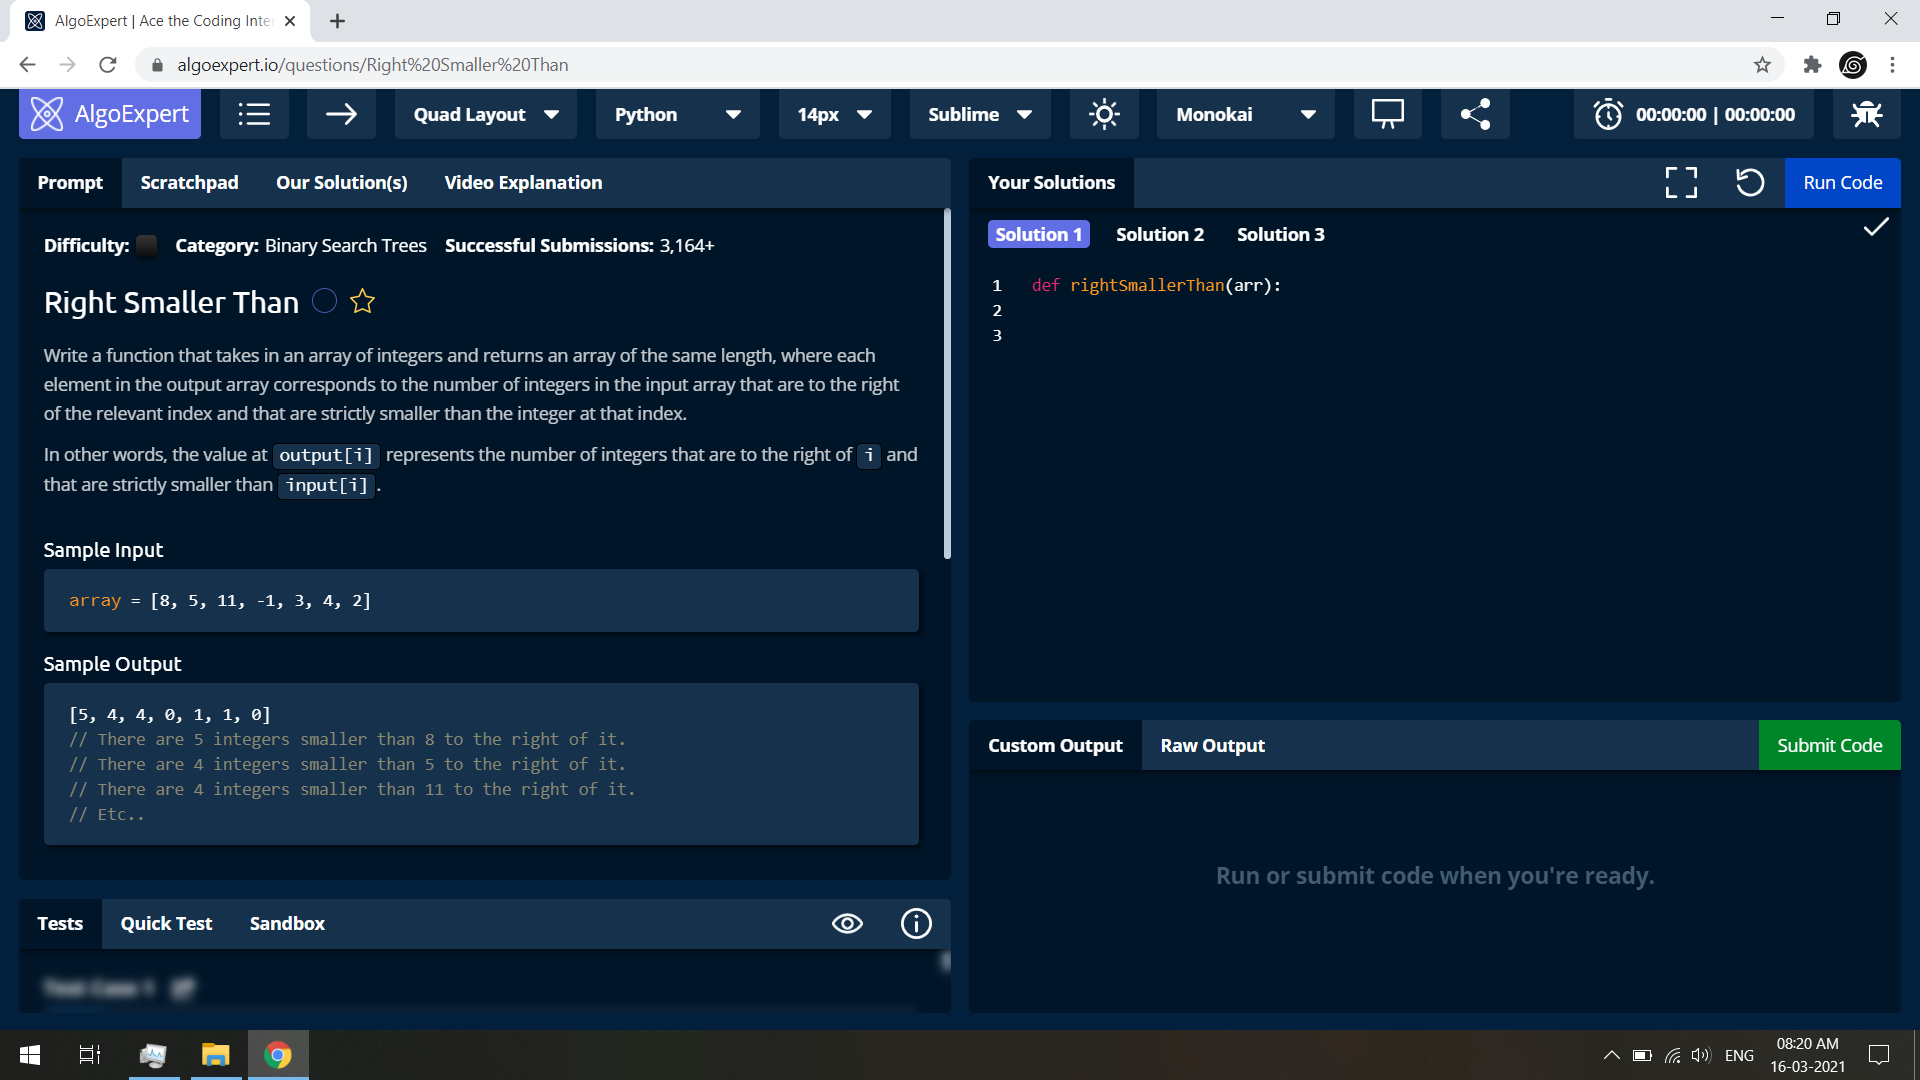 AlgoExpert | Ace the Coding Inte
algoexpert.io/questions/Right%20Smaller%20Than
AlgoExpert
Quad Layout
Python
14px
Sublime
Monokai
00:00:00 | 00:00:00
Prompt
Scratchpad
Our Solution(s)
Video Explanation
Difficulty:
Category: Binary Search Trees
Successful Submissions: 3,164+
Right Smaller Than
Write a function that takes in an array of integers and returns an array of the same length, where each
element in the output array corresponds to the number of integers in the input array that are to the right
of the relevant index and that are strictly smaller than the integer at that index.
In other words, the value at output[i] represents the number of integers that are to the right of i and
that are strictly smaller than input[i] .
Sample Input
array = [8, 5, 11, -1, 3, 4, 2]
Sample Output
[5, 4, 4, 0, 1, 1, 0]
// There are 5 integers smaller than 8 to the right of it.
// There are 4 integers smaller than 5 to the right of it.
// There are 4 integers smaller than 11 to the right of it.
// Etc..
Tests
Quick Test
Sandbox
Test Case 1
Your Solutions
Run Code
Solution 1
Solution 2
Solution 3
1 def rightSmallerThan(arr):
2
3
Custom Output
Raw Output
Submit Code
Run or submit code when you're ready.
ENG
08:20 AM
16-03-2021